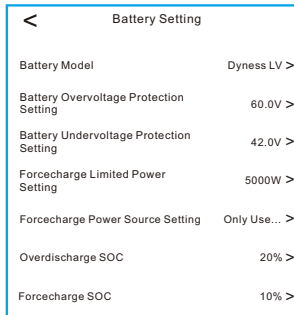 < Battery Setting
Battery Model Dyness LV >
Battery Overvoltage Protection
Setting 60.0V >
Battery Undervoltage Protection
Setting 42.0V >
Forcecharge Limited Power
Setting 5000W >
Forcecharge Power Source Setting Only Use... >
Overdischarge SOC 20% >
Forcecharge SOC 10% >